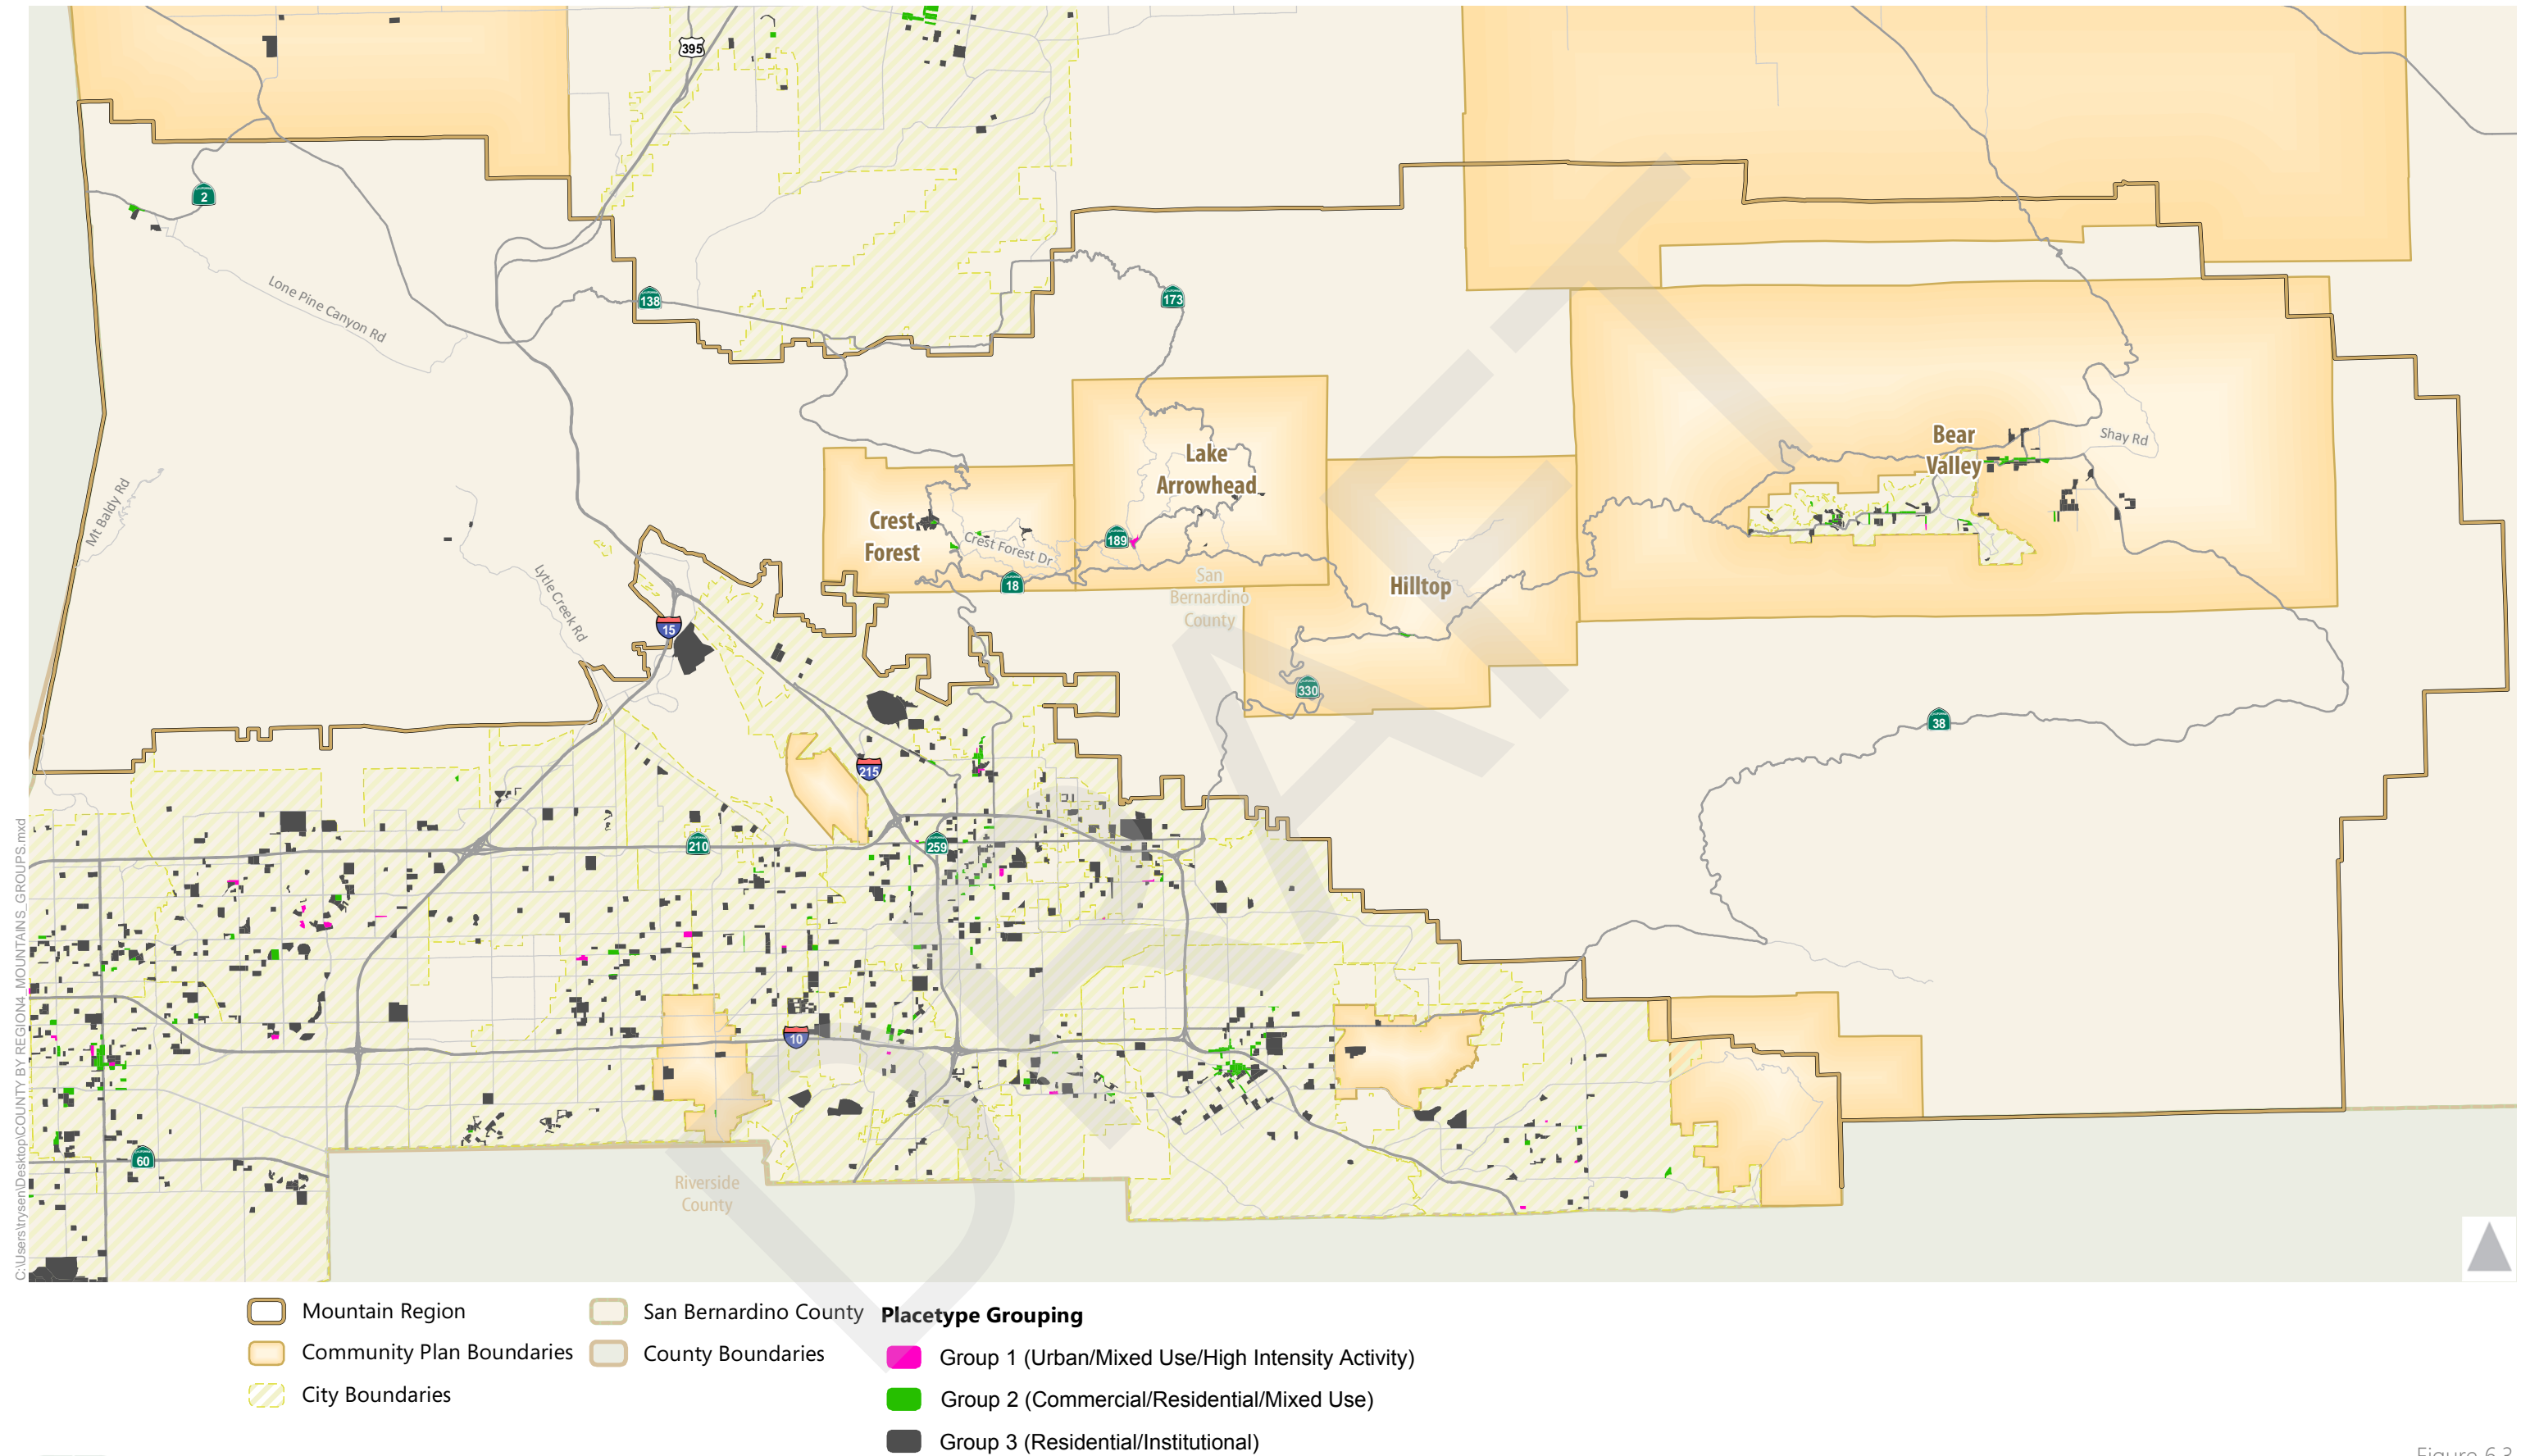 395
2
Lone Pine Canyon Rd
138
173
Mt Baldy Rd
Lytle Creek Rd
Crest
Forest
Crest Forest Dr
Lake
Arrowhead
189
18
San
Bernardino
County
Hilltop
330
Bear
Valley
Shay Rd
38
15
215
210
259
10
60
Riverside
County
DRAFT
C:\Users\trysen\Desktop\COUNTY BY REGION4_MOUNTAINS_GROUPS.mxd
Mountain Region
Community Plan Boundaries
City Boundaries
San Bernardino County
County Boundaries
Placetype Grouping
Group 1 (Urban/Mixed Use/High Intensity Activity)
Group 2 (Commercial/Residential/Mixed Use)
Group 3 (Residential/Institutional)
Figure 6.3